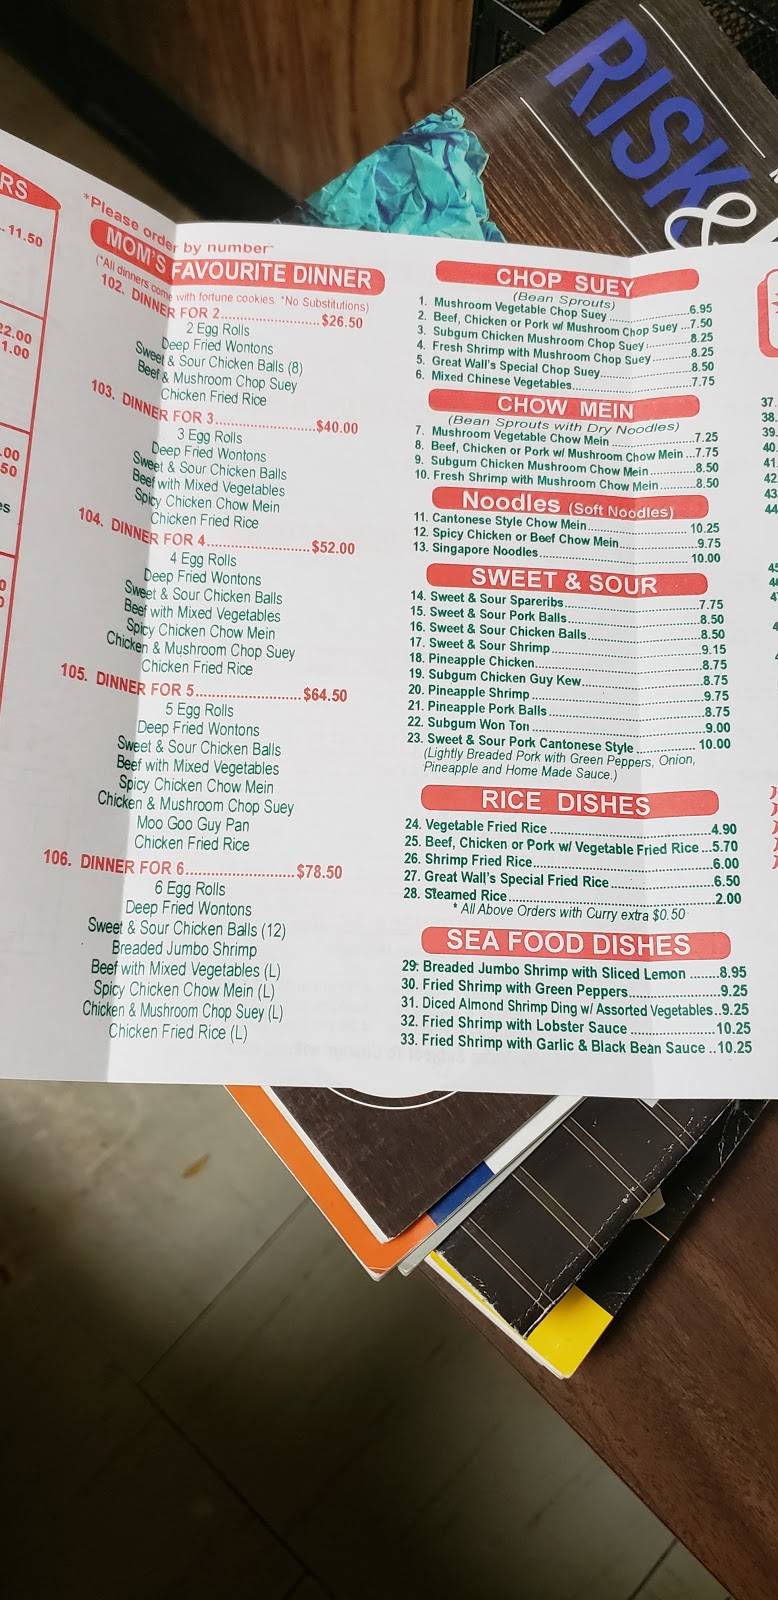 RISK
&
RS
11.50
22.00
1.00
.00
50
es
*Please order by number
MOM'S FAVOURITE DINNER
(*All dinners come with fortune cookies. *No Substitutions)
102. DINNER FOR 2..................$26.50
2 Egg Rolls
Deep Fried Wontons
Sweet & Sour Chicken Balls (8)
Beef & Mushroom Chop Suey
Chicken Fried Rice
103. DINNER FOR 3..................$40.00
3 Egg Rolls
Deep Fried Wontons
Sweet & Sour Chicken Balls
Beef with Mixed Vegetables
Spicy Chicken Chow Mein
Chicken Fried Rice
104. DINNER FOR 4..................$52.00
4 Egg Rolls
Deep Fried Wontons
Sweet & Sour Chicken Balls
Beef with Mixed Vegetables
Spicy Chicken Chow Mein
Chicken & Mushroom Chop Suey
Chicken Fried Rice
105. DINNER FOR 5..................$64.50
5 Egg Rolls
Deep Fried Wontons
Sweet & Sour Chicken Balls
Beef with Mixed Vegetables
Spicy Chicken Chow Mein
Chicken & Mushroom Chop Suey
Moo Goo Guy Pan
Chicken Fried Rice
106. DINNER FOR 6..................$78.50
6 Egg Rolls
Deep Fried Wontons
Sweet & Sour Chicken Balls (12)
Breaded Jumbo Shrimp
Beef with Mixed Vegetables (L)
Spicy Chicken Chow Mein (L)
Chicken & Mushroom Chop Suey (L)
Chicken Fried Rice (L)
CHOP SUEY
(Bean Sprouts)
1. Mushroom Vegetable Chop Suey ..................6.95
2. Beef, Chicken or Pork w/ Mushroom Chop Suey ...7.50
3. Subgum Chicken Mushroom Chop Suey..........8.25
4. Fresh Shrimp with Mushroom Chop Suey..........8.25
5. Great Wall's Special Chop Suey..................8.50
6. Mixed Chinese Vegetables..................7.75
CHOW MEIN
(Bean Sprouts with Dry Noodles)
7. Mushroom Vegetable Chow Mein ..................7.25
8. Beef, Chicken or Pork w/ Mushroom Chow Mein ...7.75
9. Subgum Chicken Mushroom Chow Mein..........8.50
10. Fresh Shrimp with Mushroom Chow Mein ..........8.50
Noodles (Soft Noodles)
11. Cantonese Style Chow Mein..................10.25
12. Spicy Chicken or Beef Chow Mein..................9.75
13. Singapore Noodles..................10.00
SWEET & SOUR
14. Sweet & Sour Spareribs..................7.75
15. Sweet & Sour Pork Balls..................8.50
16. Sweet & Sour Chicken Balls..................8.50
17. Sweet & Sour Shrimp..................9.15
18. Pineapple Chicken..................8.75
19. Subgum Chicken Guy Kew..................8.75
20. Pineapple Shrimp ..................9.75
21. Pineapple Pork Balls..................8.75
22. Subgum Won Ton..................9.00
23. Sweet & Sour Pork Cantonese Style .............. 10.00
(Lightly Breaded Pork with Green Peppers, Onion,
Pineapple and Home Made Sauce.)
RICE DISHES
24. Vegetable Fried Rice ..................4.90
25. Beef, Chicken or Pork w/ Vegetable Fried Rice ...5.70
26. Shrimp Fried Rice..................6.00
27. Great Wall's Special Fried Rice ..................6.50
28. Steamed Rice..................2.00
* All Above Orders with Curry extra $0.50
SEA FOOD DISHES
29. Breaded Jumbo Shrimp with Sliced Lemon .......8.95
30. Fried Shrimp with Green Peppers..................9.25
31. Diced Almond Shrimp Ding w/ Assorted Vegetables..9.25
32. Fried Shrimp with Lobster Sauce ..................10.25
33. Fried Shrimp with Garlic & Black Bean Sauce ..10.25
37.
38.
39.
40.
41.
42.
43.
44
45